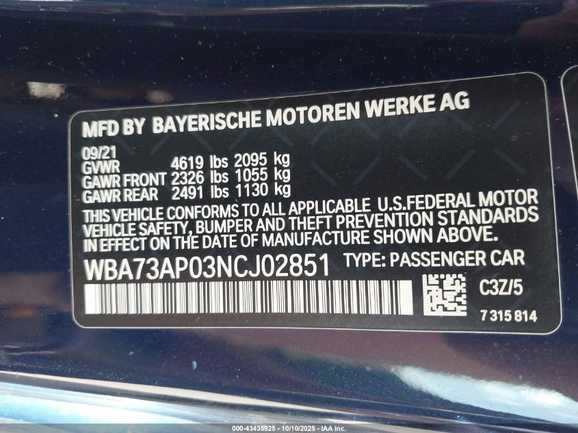 MFD BY BAYERISCHE MOTOREN WERKE AG
09/21
GVWR 4619 lbs 2095 kg
GAWR FRONT 2326 lbs 1055 kg
GAWR REAR 2491 lbs 1130 kg
THIS VEHICLE CONFORMS TO ALL APPLICABLE U.S.FEDERAL MOTOR
VEHICLE SAFETY, BUMPER AND THEFT PREVENTION STANDARDS
IN EFFECT ON THE DATE OF MANUFACTURE SHOWN ABOVE.
WBA73AP03NCJ02851 TYPE: PASSENGER CAR
C3Z/5
7 315 814
000-43435925 - 10/10/2025 - IAA Inc.